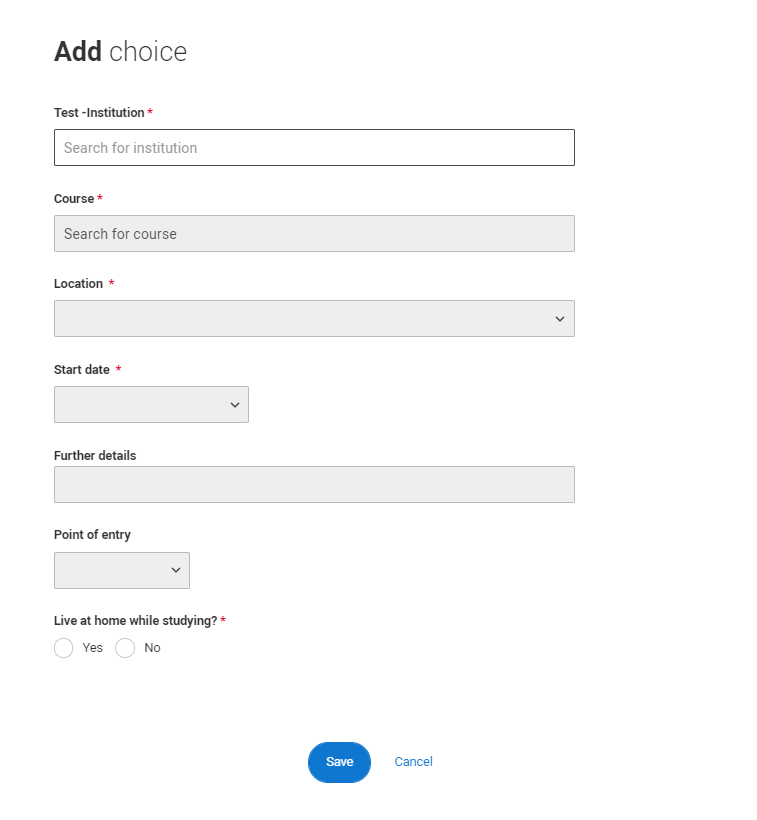 Add choice
Test -Institution *
Search for institution
Course *
Search for course
Location *
Start date *
Further details
Point of entry
Live at home while studying? *
Yes No
Save Cancel